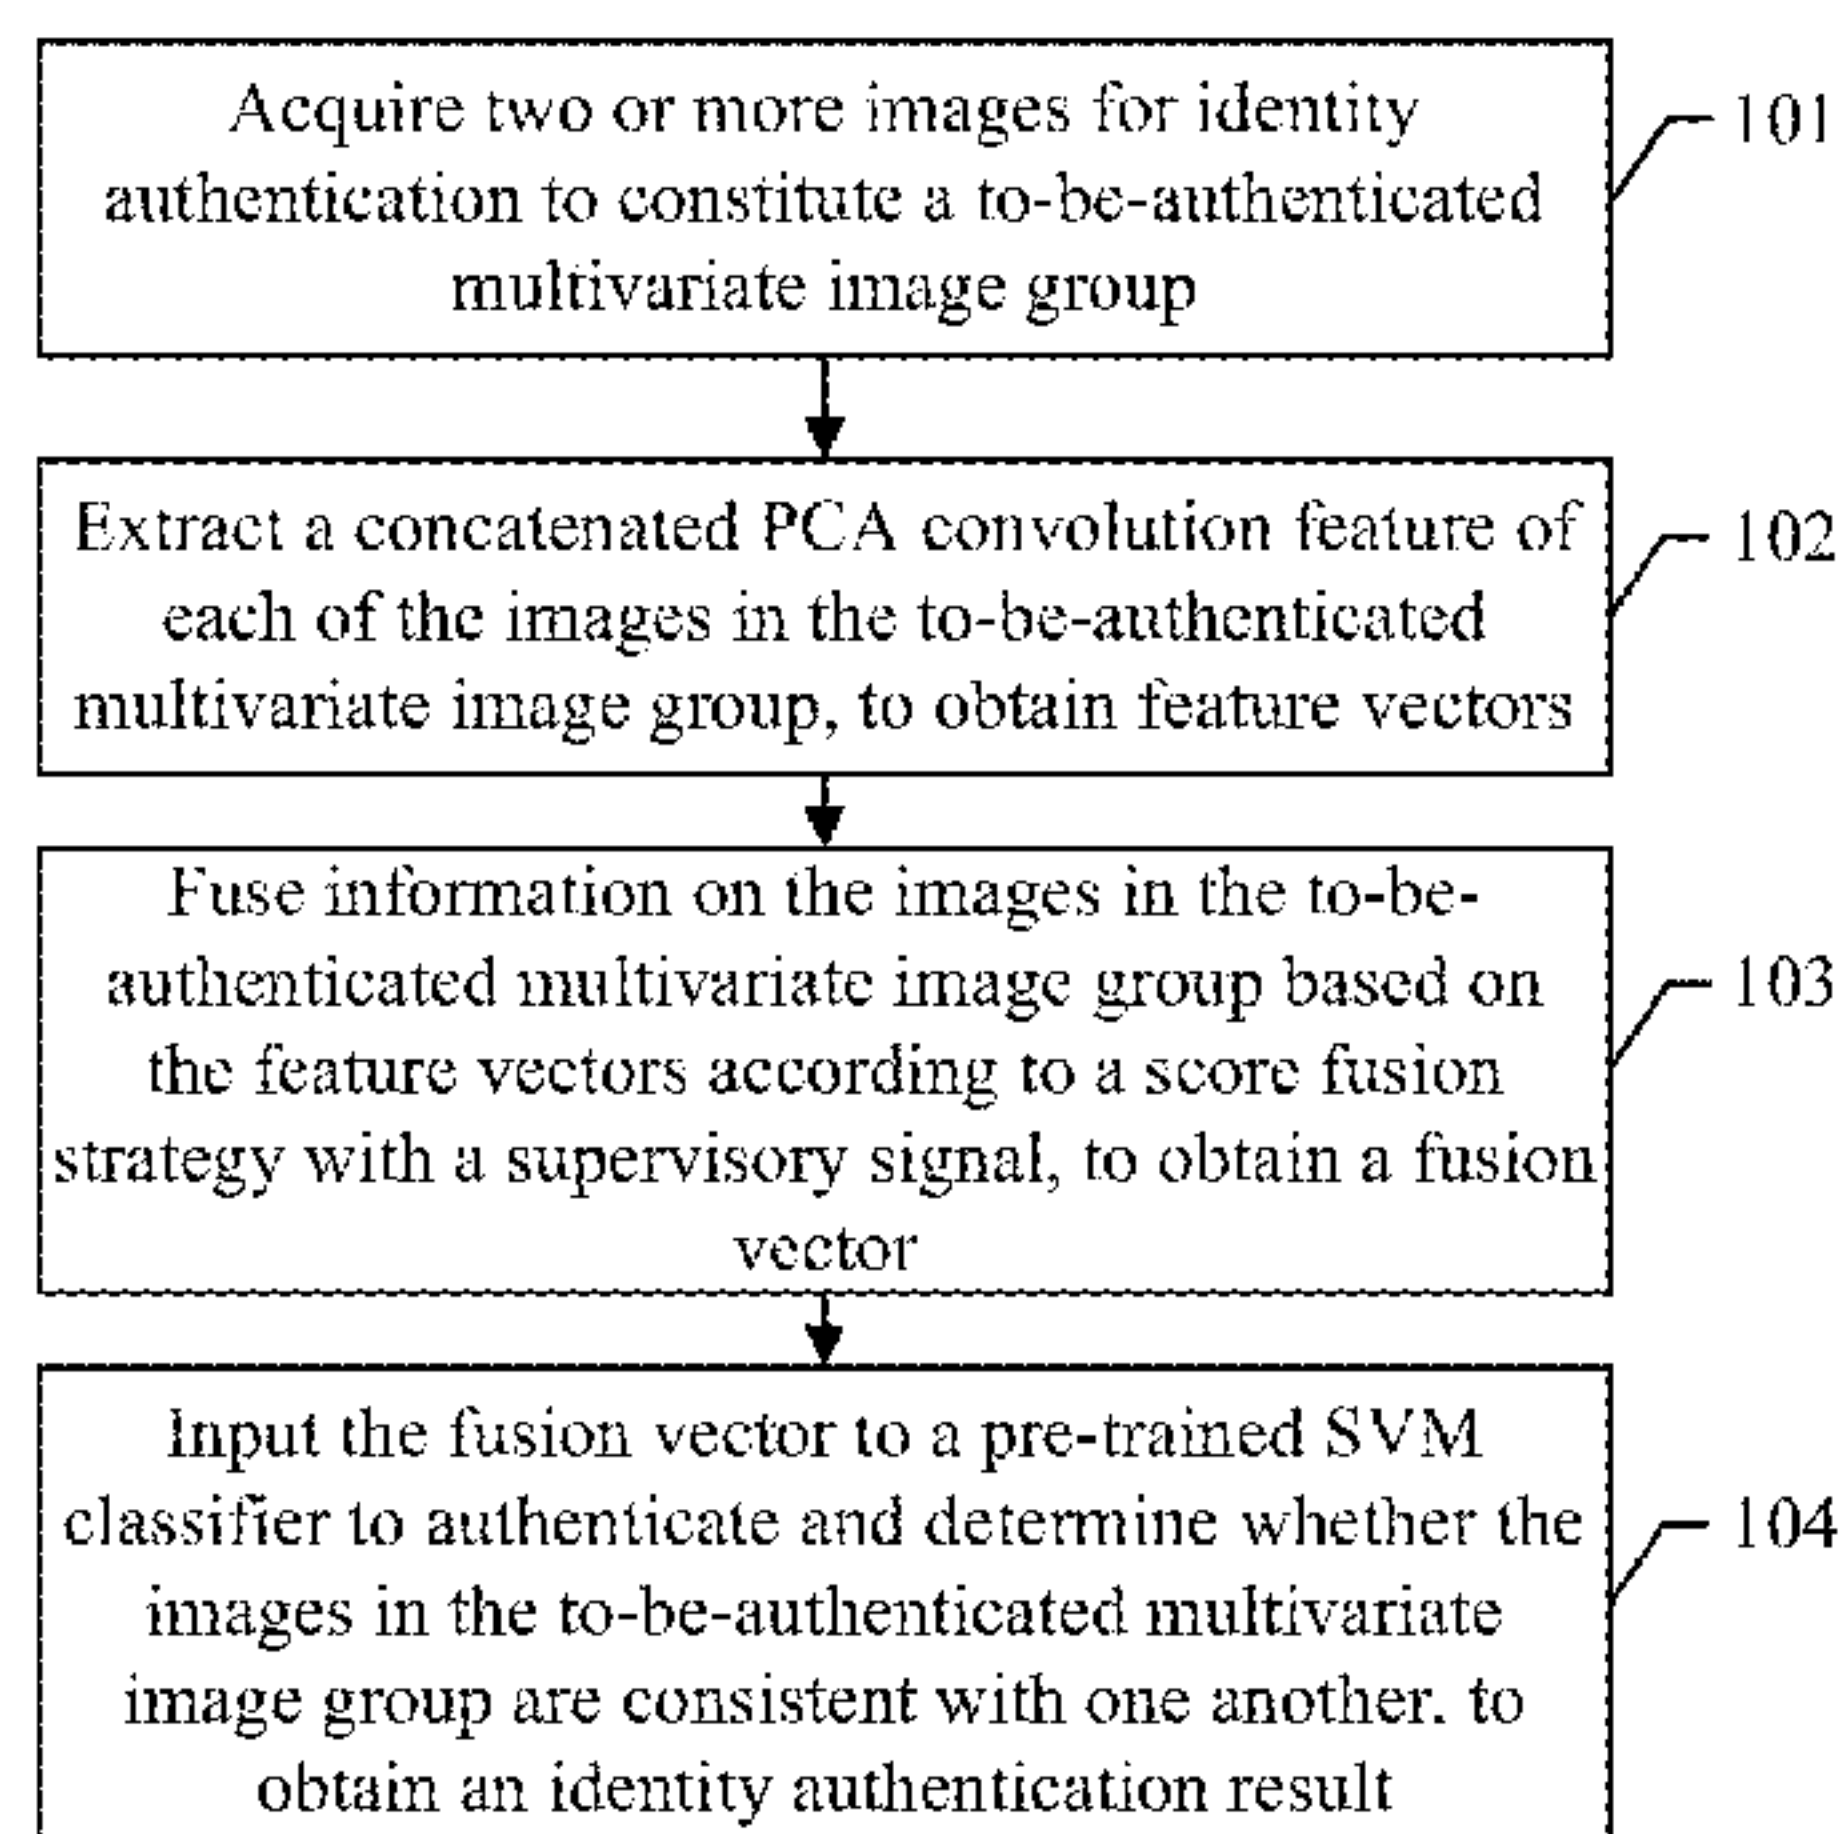 Acquire two or more images for identity
authentication to constitute a to-be-authenticated
multivariate image group
101
Extract a concatenated PCA convolution feature of
each of the images in the to-be-authenticated
multivariate image group, to obtain feature vectors
102
Fuse information on the images in the to-be-
authenticated multivariate image group based on
the feature vectors according to a score fusion
strategy with a supervisory signal, to obtain a fusion
vector
103
Input the fusion vector to a pre-trained SVM
classifier to authenticate and determine whether the
images in the to-be-authenticated multivariate
image group are consistent with one another. to
obtain an identity authentication result
104